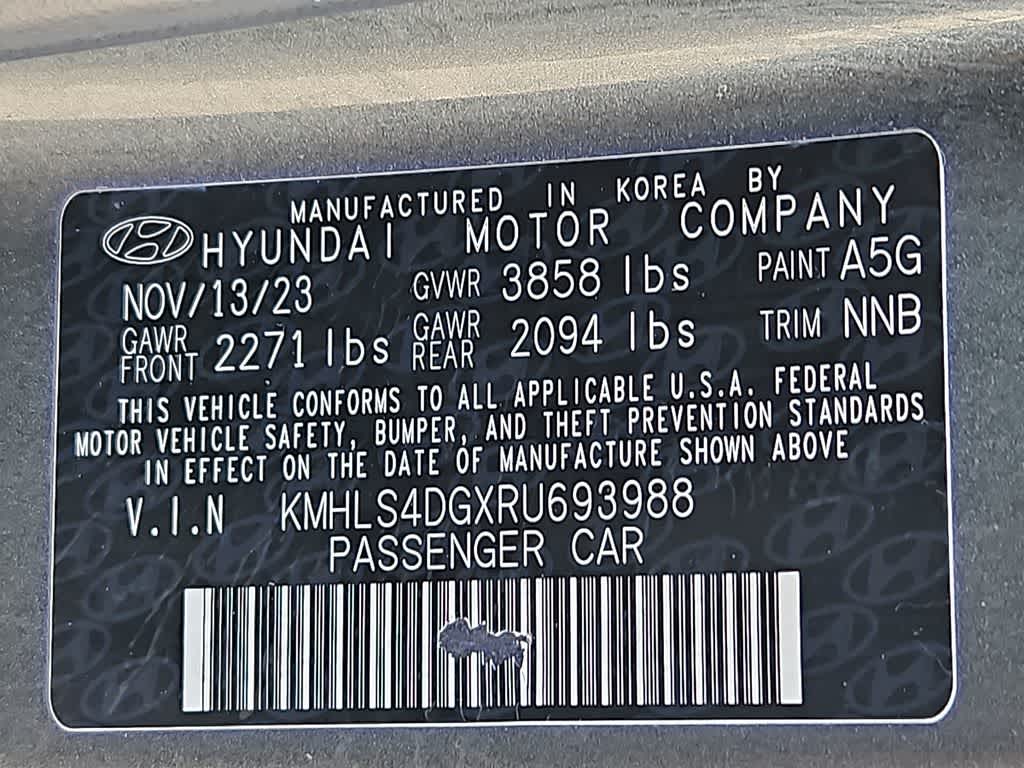 MANUFACTURED IN KOREA BY
HYUNDAI MOTOR COMPANY
NOV/13/23 GVWR 3858 lbs PAINT A5G
GAWR FRONT 2271 lbs GAWR REAR 2094 lbs TRIM NNB
THIS VEHICLE CONFORMS TO ALL APPLICABLE U.S.A. FEDERAL
MOTOR VEHICLE SAFETY, BUMPER, AND THEFT PREVENTION STANDARDS
IN EFFECT ON THE DATE OF MANUFACTURE SHOWN ABOVE
V.I.N KMHLS4DGXRU693988
PASSENGER CAR